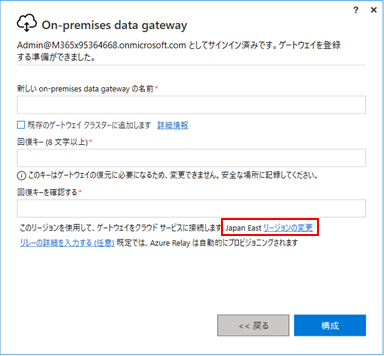 ? ×
On-premises data gateway
Admin@M365x95364668.onmicrosoft.com としてサインイン済みです。ゲートウェイを登録
する準備ができました。
新しい on-premises data gateway の名前*
既存のゲートウェイ クラスターに追加します 詳細情報
回復キー (8 文字以上)*
このキーはゲートウェイの復元に必要になるため、変更できません。安全な場所に記録してください。
回復キーを確認する*
このリージョンを使用して、ゲートウェイをクラウド サービスに接続します: Japan East リージョンの変更
リレーの詳細を入力する (任意) 既定では、Azure Relay は自動的にプロビジョニングされます
<< 戻る 構成